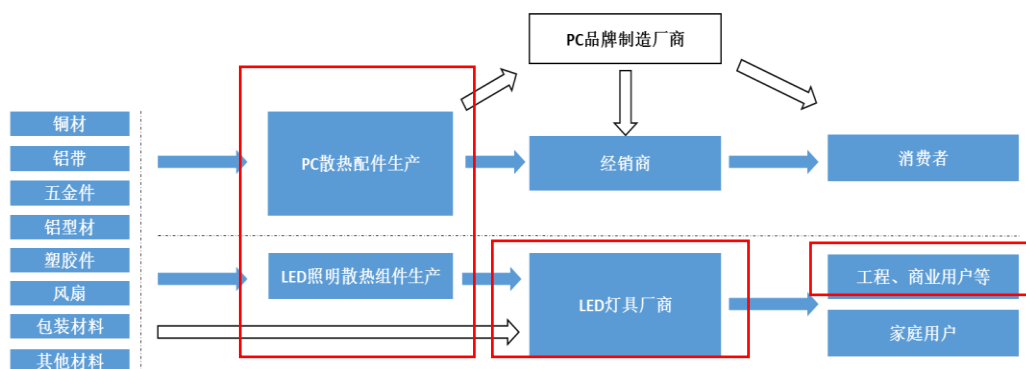 PC品牌制造厂商
铜材
铝带
五金件
铝型材
塑胶件
风扇
包装材料
其他材料
PC散热配件生产
经销商
消费者
LED照明散热组件生产
LED灯具厂商
工程、商业用户等
家庭用户